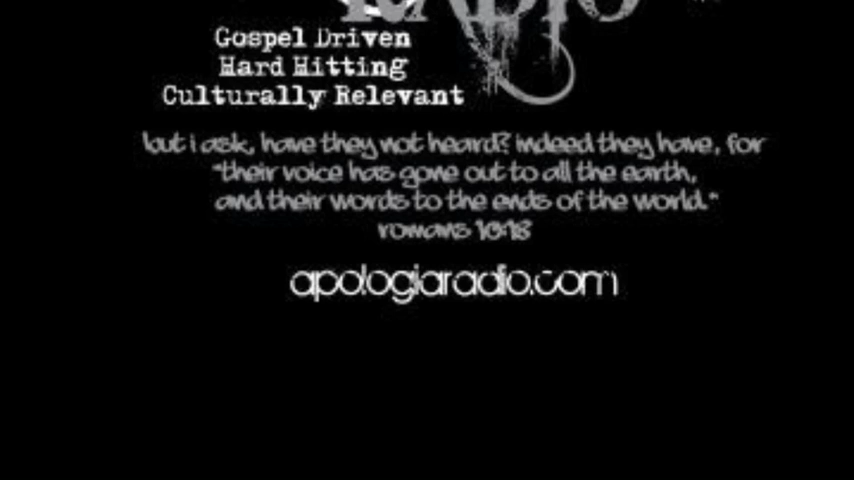 RADIO
Gospel Driven
Hard Hitting
Culturally Relevant
but i ask, have they not heard? indeed they have, for
"their voice has gone out to all the earth,
and their words to the ends of the world."
romans 10:18
apologiaradio.com